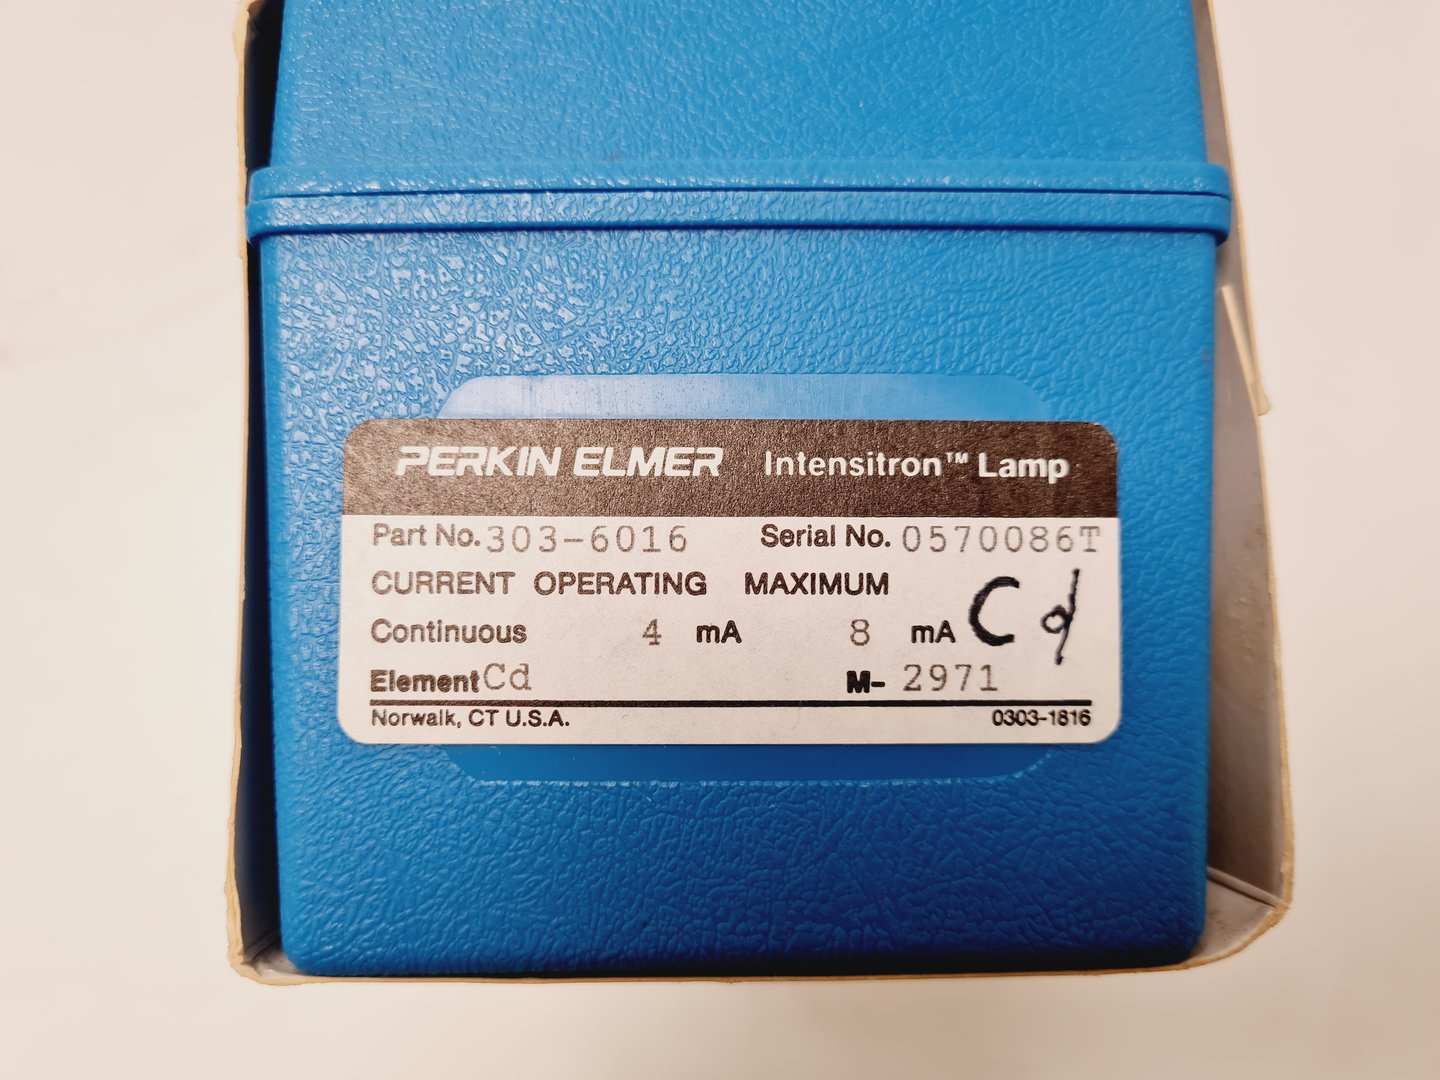 PERKIN ELMER Intensitron™ Lamp
Part No. 303-6016 Serial No. 0570086T
CURRENT OPERATING MAXIMUM
Continuous 4 mA 8 mA Cd
Element Cd M- 2971
Norwalk, CT U.S.A. 0303-1816